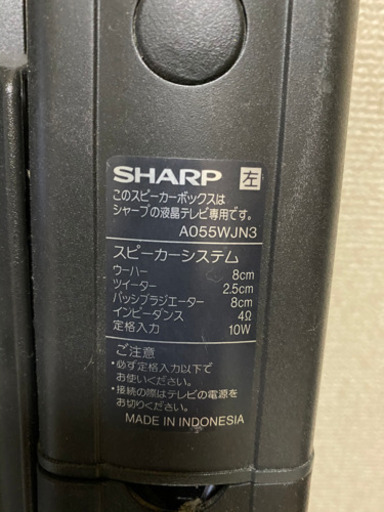 SHARP 左
このスピーカーボックスは
シャープの液晶テレビ専用です。
A055WJN3
スピーカーシステム
ウーハー 8cm
ツイーター 2.5cm
パッシブラジエーター 8cm
インピーダンス 4Ω
定格入力 10W
ご注意
・必ず定格入力以下で
お使いください。
・接続の際はテレビの電源を
お切りください。
MADE IN INDONESIA